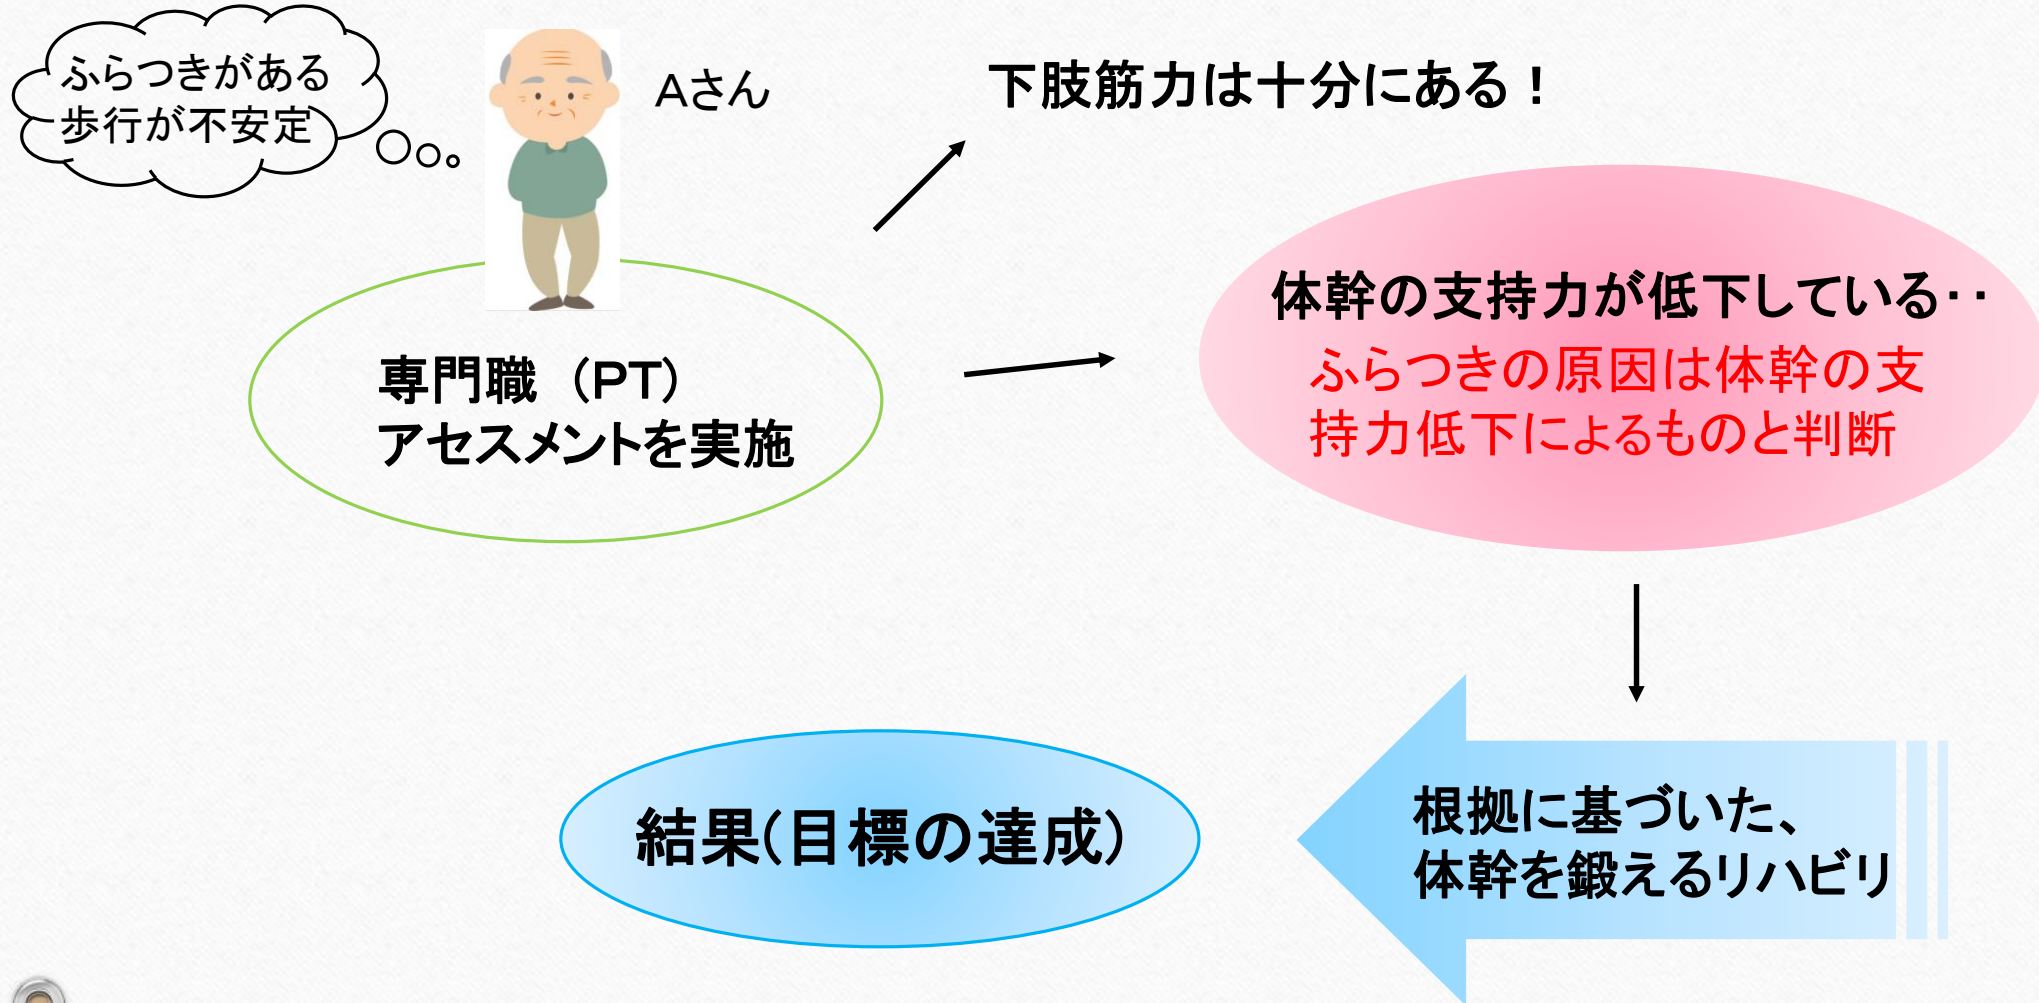 ふらつきがある
歩行が不安定
Aさん
下肢筋力は十分にある！
専門職 （PT）
アセスメントを実施
体幹の支持力が低下している‥
ふらつきの原因は体幹の支
持力低下によるものと判断
根拠に基づいた、
体幹を鍛えるリハビリ
結果(目標の達成)